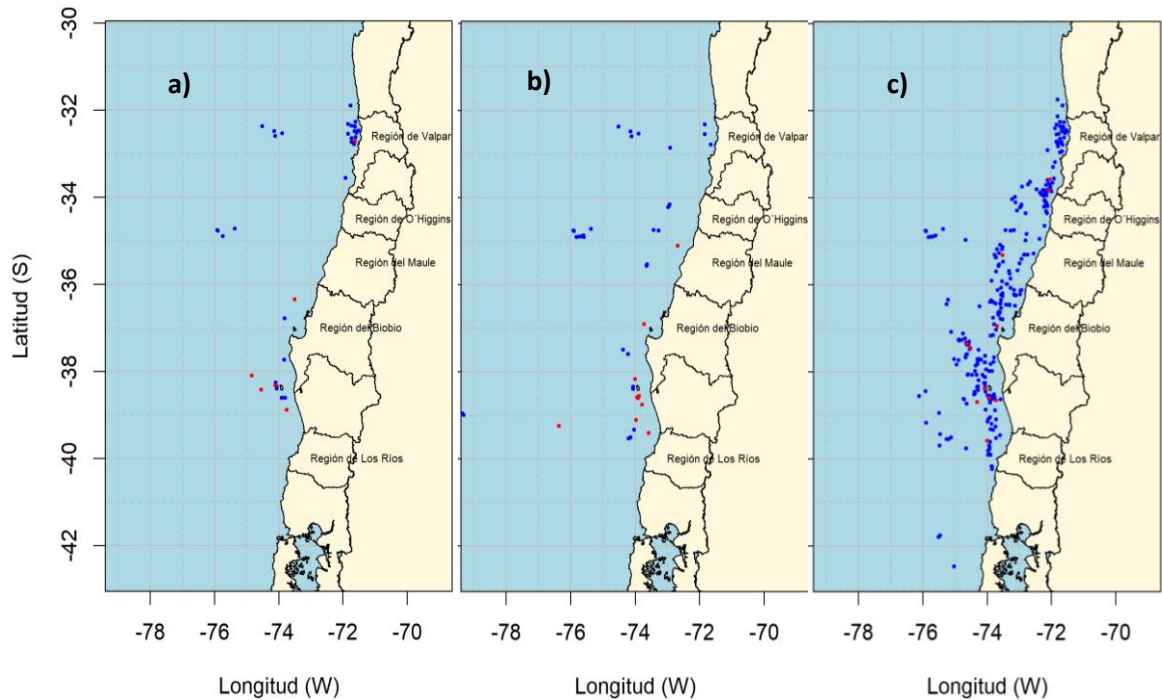 a)
b)
c)
-30
-32
-34
-36
-38
-40
-42
Latitud (S)
Región de Valpar
Región de O´Higgins
Región del Maule
Región del Biobio
Región de Los Ríos
Región de Valpar
Región de O´Higgins
Región del Maule
Región del Biobio
Región de Los Ríos
Región de Valpar
Región de O´Higgins
Región del Maule
Región del Biobio
Región de Los Ríos
-78 -76 -74 -72 -70
-78 -76 -74 -72 -70
-78 -76 -74 -72 -70
Longitud (W)
Longitud (W)
Longitud (W)